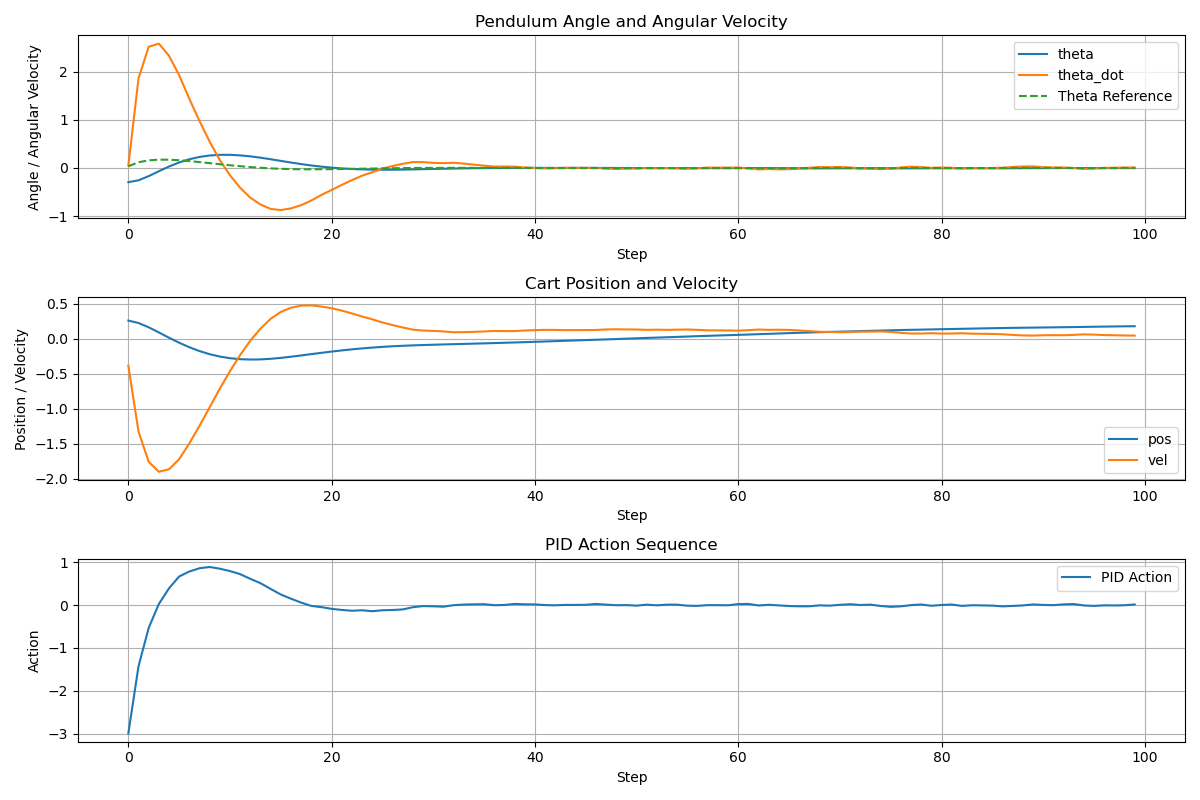 Pendulum Angle and Angular Velocity
Angle / Angular Velocity
2
1
0
−1
theta
theta_dot
Theta Reference
0 20 40 60 80 100
Step
Cart Position and Velocity
Position / Velocity
0.5
0.0
−0.5
−1.0
−1.5
−2.0
pos
vel
0 20 40 60 80 100
Step
PID Action Sequence
Action
1
0
−1
−2
−3
PID Action
0 20 40 60 80 100
Step